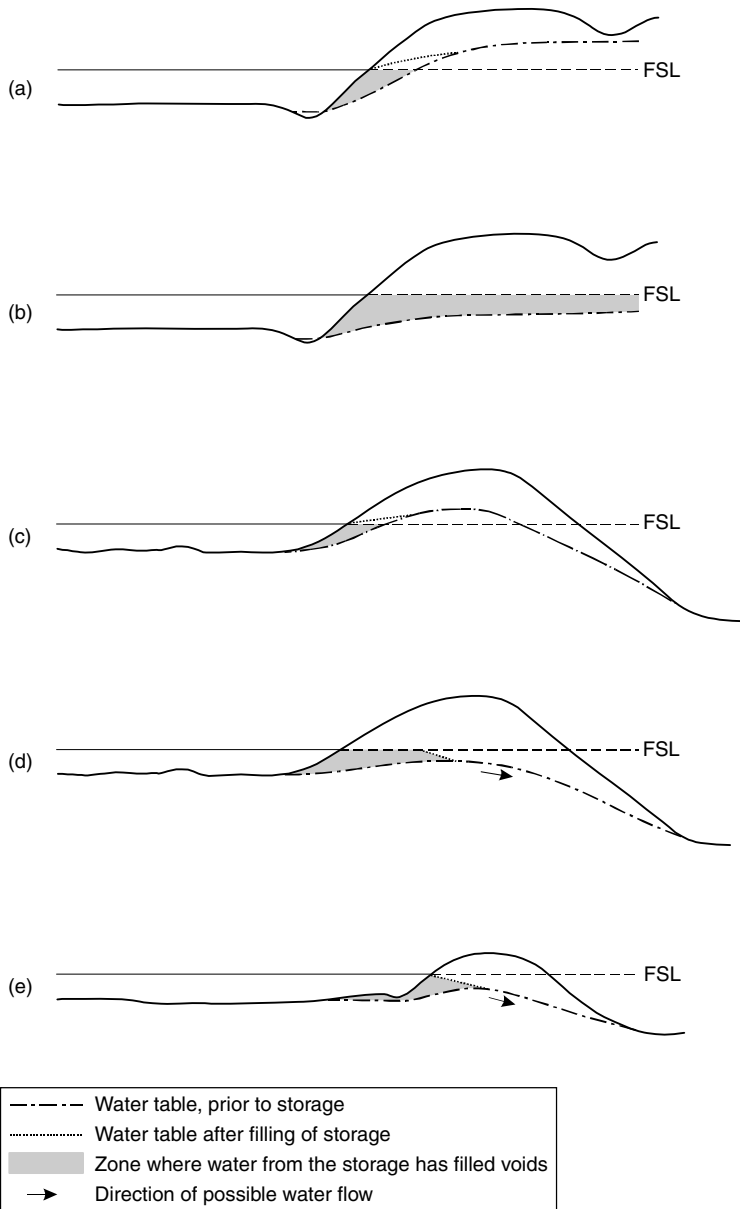 (a)
FSL
(b)
FSL
(c)
FSL
(d)
FSL
(e)
FSL
Water table, prior to storage
Water table after filling of storage
Zone where water from the storage has filled voids
Direction of possible water flow